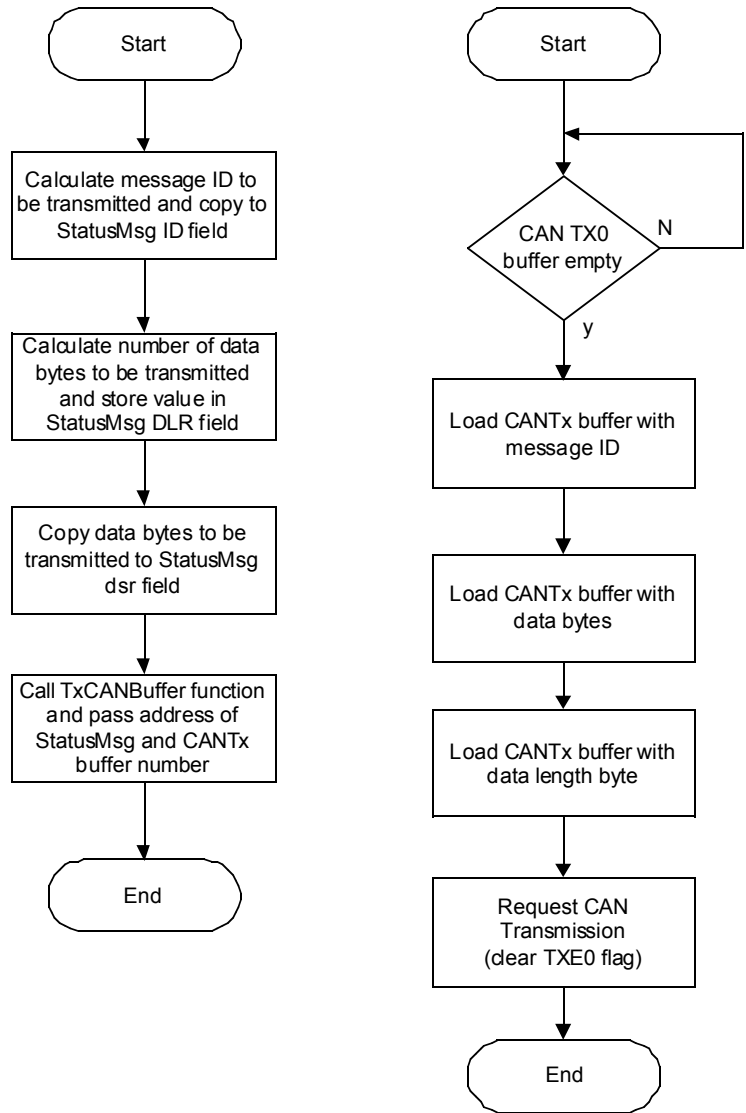 Start
Calculate message ID to
be transmitted and copy to
StatusMsg ID field
Calculate number of data
bytes to be transmitted
and store value in
StatusMsg DLR field
Copy data bytes to be
transmitted to StatusMsg
dsr field
Call TxCANBuffer function
and pass address of
StatusMsg and CANTx
buffer number
End
Start
CAN TX0
buffer empty
N
y
Load CANTx buffer with
message ID
Load CANTx buffer with
data bytes
Load CANTx buffer with
data length byte
Request CAN
Transmission
(clear TXE0 flag)
End